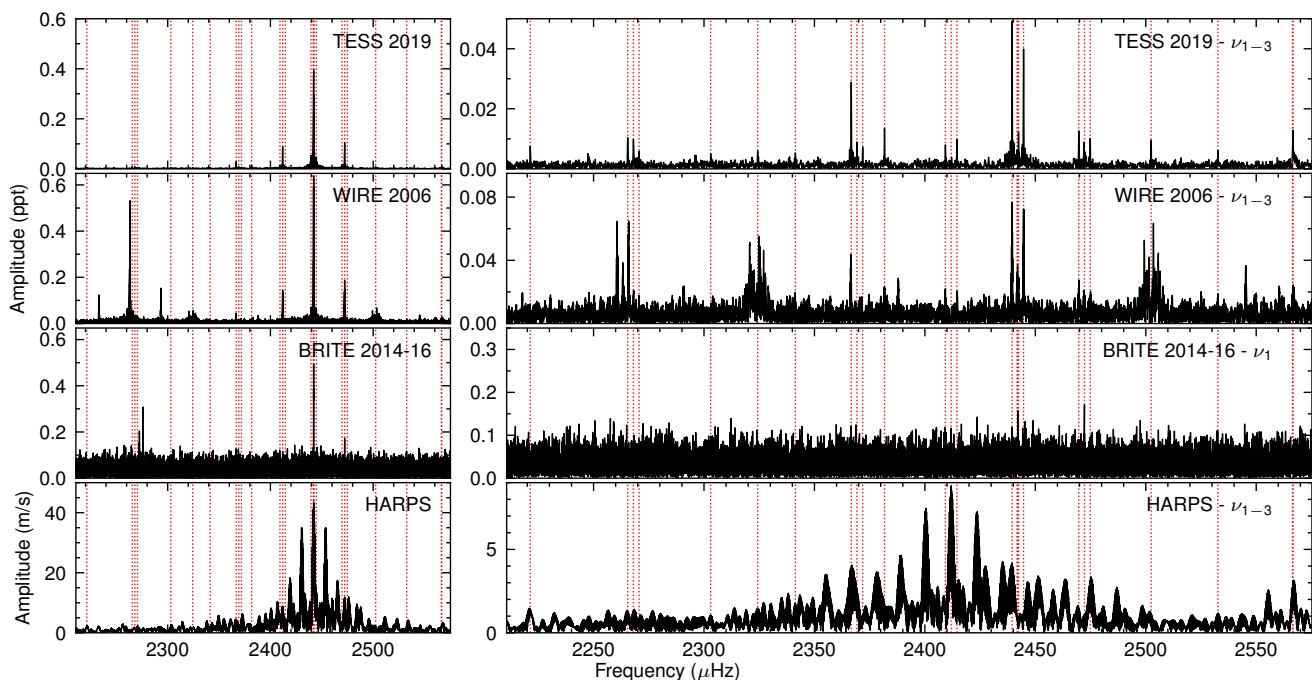 0.6
0.4
0.2
0.0
TESS 2019
0.04
0.02
0.00
TESS 2019 - ν1−3
Amplitude (ppt)
0.6
0.4
0.2
0.0
WIRE 2006
0.08
0.04
0.00
WIRE 2006 - ν1−3
0.6
0.4
0.2
0.0
BRITE 2014-16
0.3
0.2
0.1
0.0
BRITE 2014-16 - ν1
Amplitude (m/s)
40
20
0
HARPS
5
0
HARPS - ν1−3
2300 2400 2500
2250 2300 2350 2400 2450 2500 2550
Frequency (μHz)